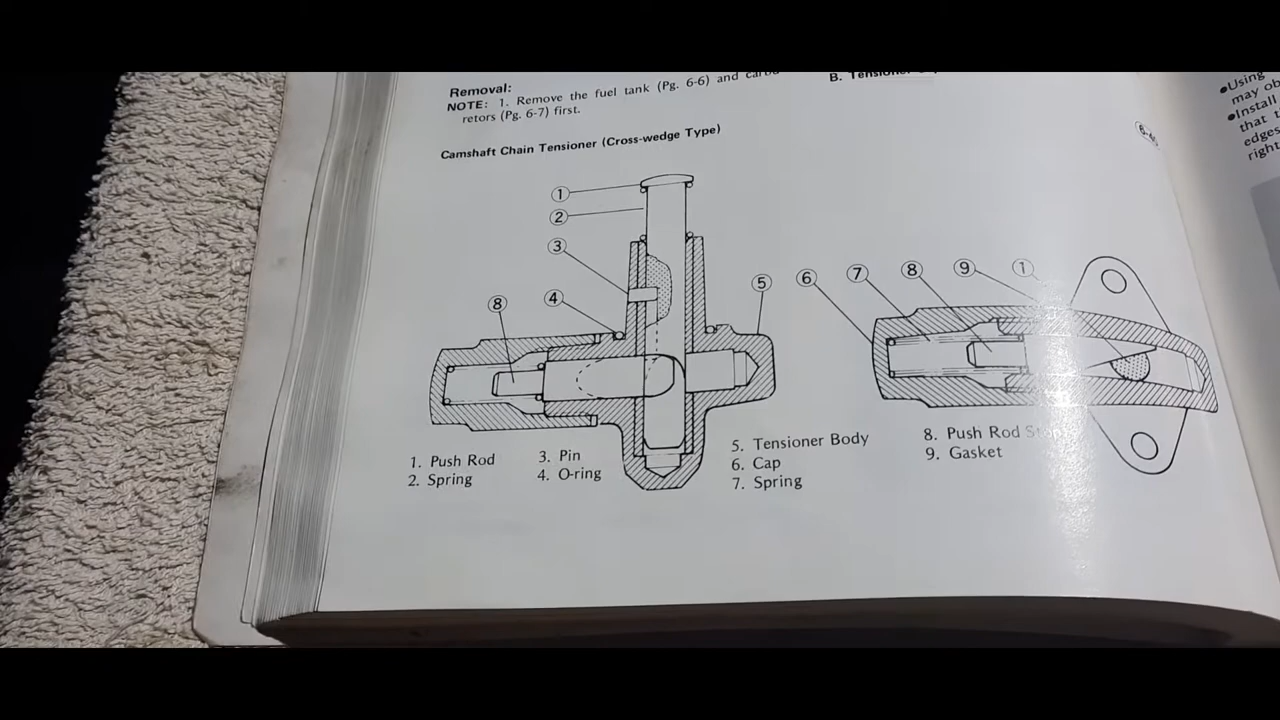 Removal:
NOTE: 1. Remove the fuel tank (Pg. 6-6) and
retors (Pg. 6-7) first.
Camshaft Chain Tensioner (Cross-wedge Type)
B. Tensioner
①
②
③
④
⑧
⑤
⑥
⑦
⑧
⑨
①
1. Push Rod
2. Spring
3. Pin
4. O-ring
5. Tensioner Body
6. Cap
7. Spring
8. Push Rod
9. Gasket
●Using
may
●Install
that
edges
right